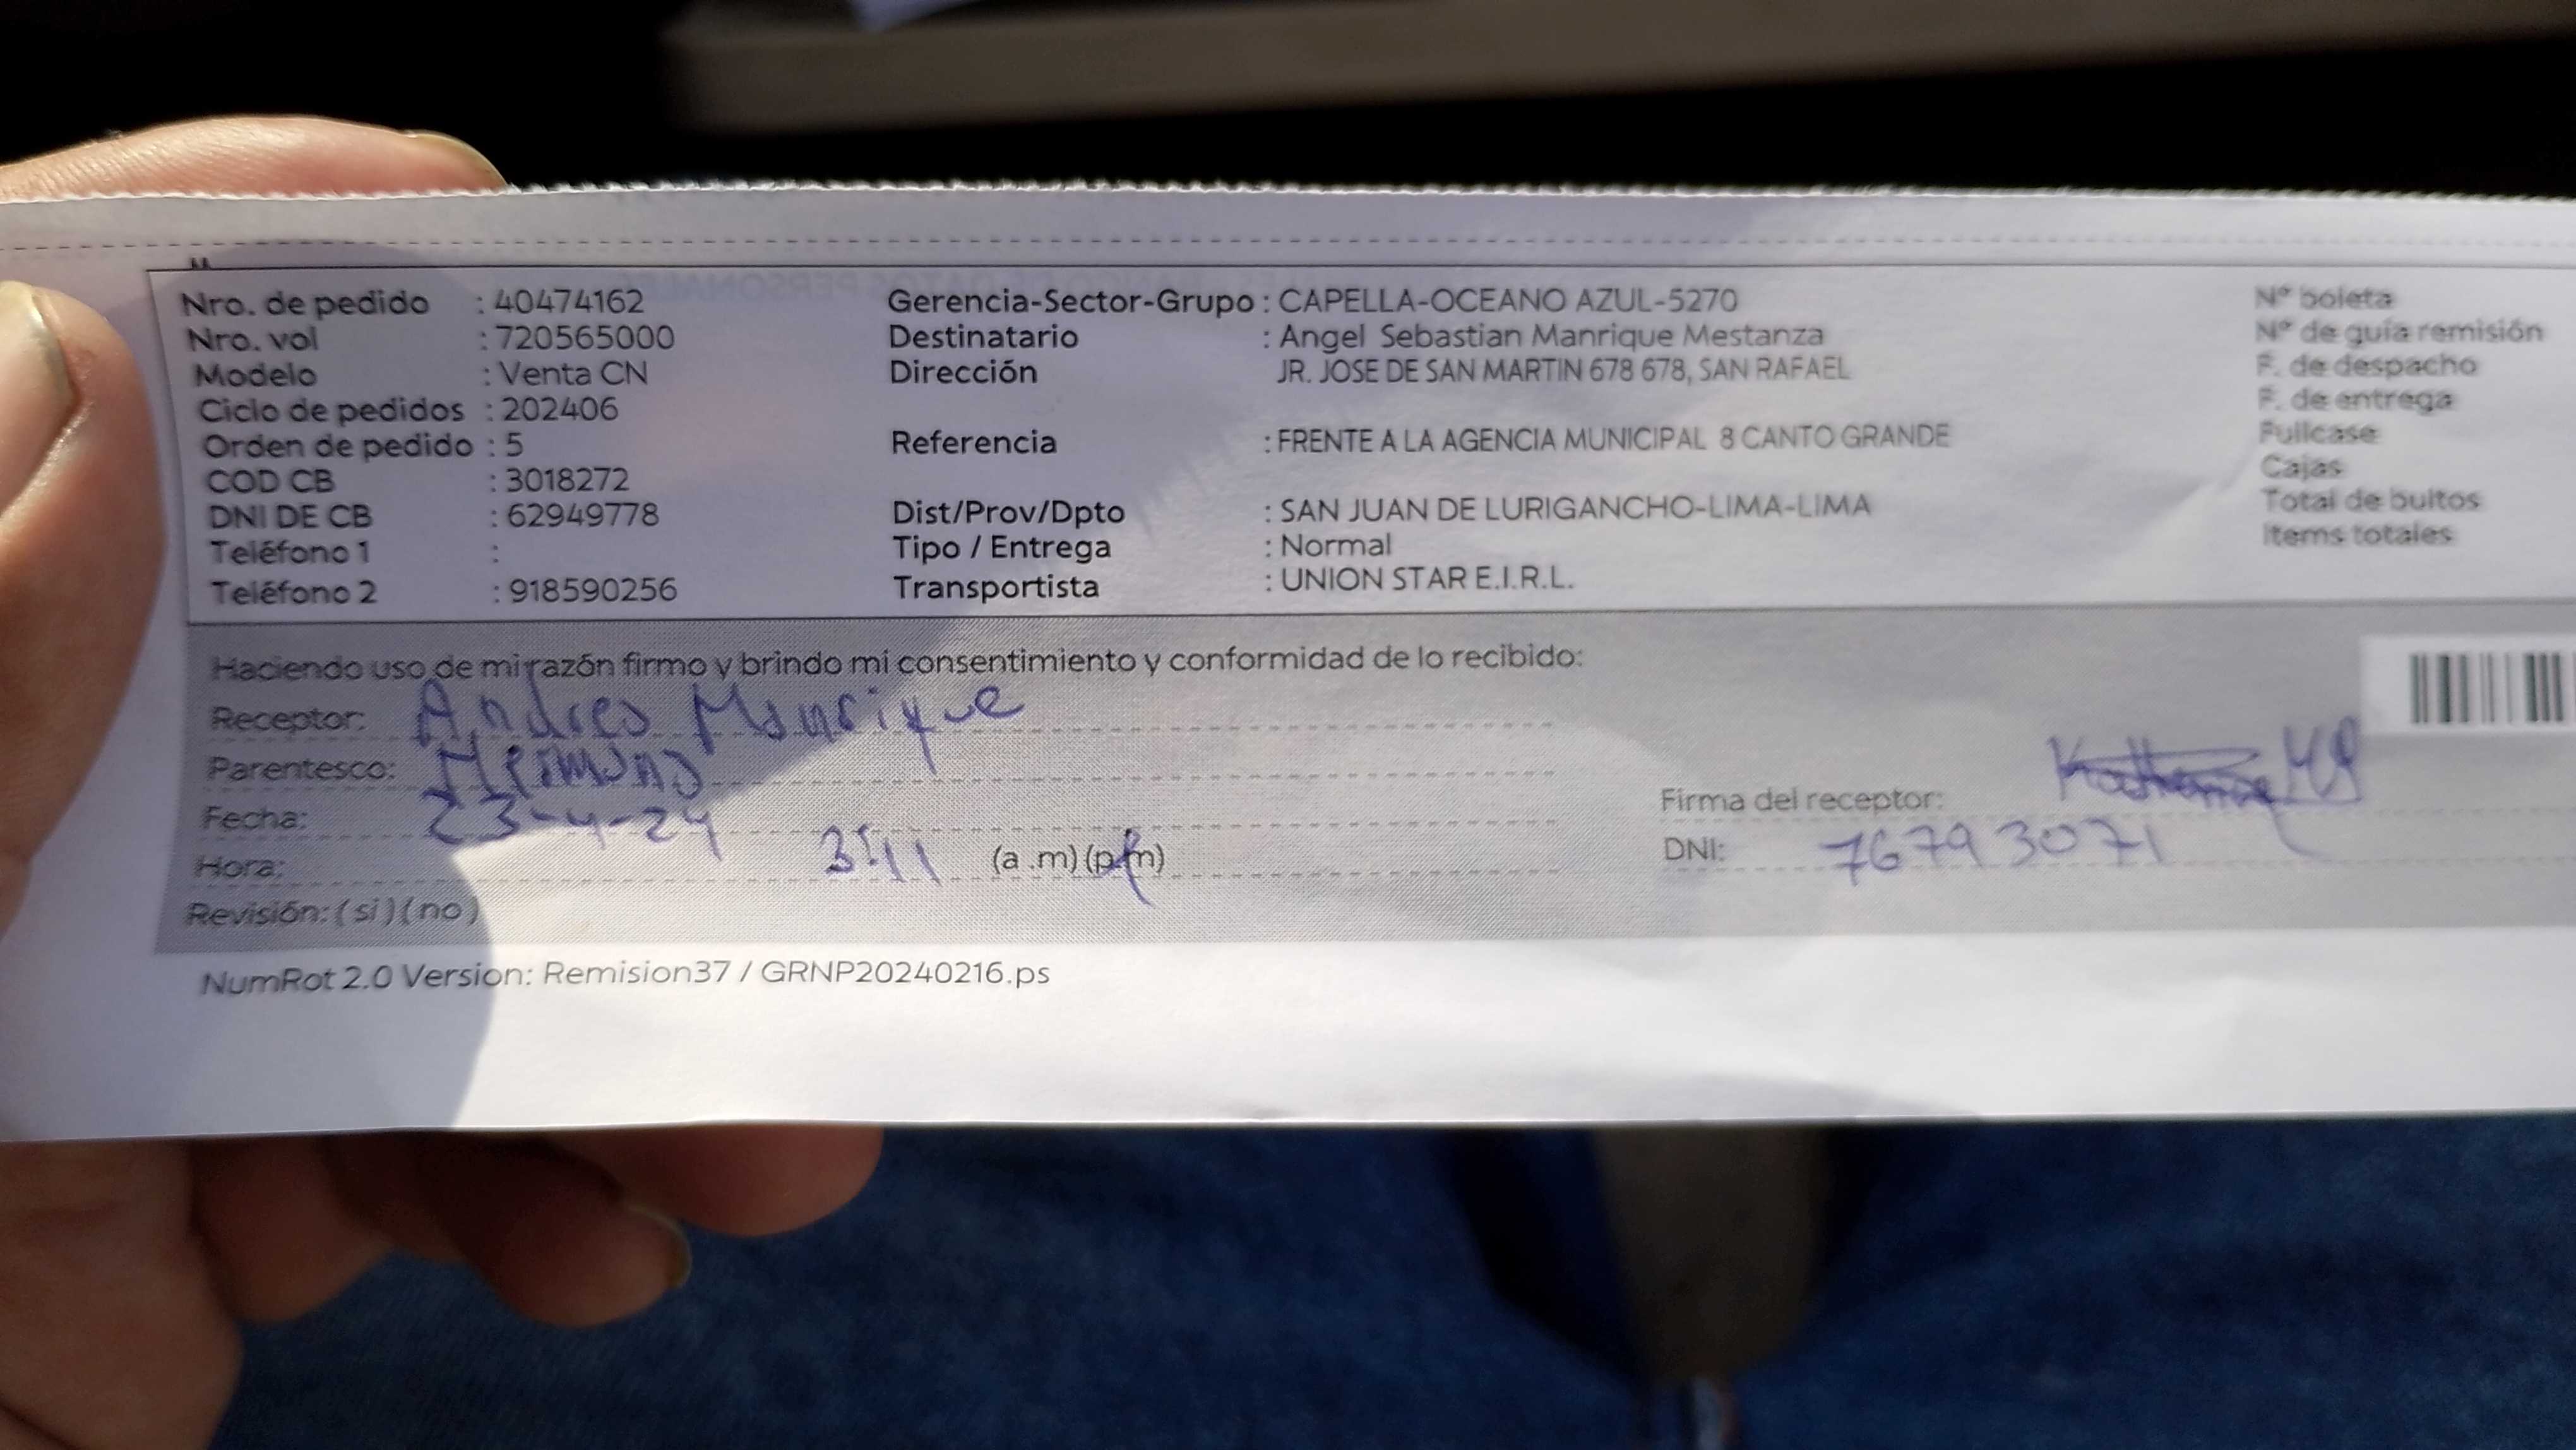 Nro. de pedido : 40474162
Nro. vol : 720565000
Modelo : Venta CN
Ciclo de pedidos : 202406
Orden de pedido : 5
COD CB : 3018272
DNI DE CB : 62949778
Teléfono 1 :
Teléfono 2 : 918590256
Gerencia-Sector-Grupo : CAPELLA-OCEANO AZUL-5270
Destinatario : Angel Sebastian Manrique Mestanza
Dirección JR. JOSE DE SAN MARTIN 678 678, SAN RAFAEL
Referencia : FRENTE A LA AGENCIA MUNICIPAL 8 CANTO GRANDE
Dist/Prov/Dpto : SAN JUAN DE LURIGANCHO-LIMA-LIMA
Tipo / Entrega : Normal
Transportista : UNION STAR E.I.R.L.
Nº boleta
Nº de guía remisión
F. de despacho
F. de entrega
Fullcase
Cajas
Total de bultos
Items totales
Haciendo uso de mi razón firmo y brindo mi consentimiento y conformidad de lo recibido:
Receptor: Andres Manrique
Parentesco:
Fecha: 23-4-24
Hora: 3:11 (a .m) (p.m)
Revisión: ( si ) ( no )
Firma del receptor:
DNI: 76793071
NumRot 2.0 Version: Remision37 / GRNP20240216.ps